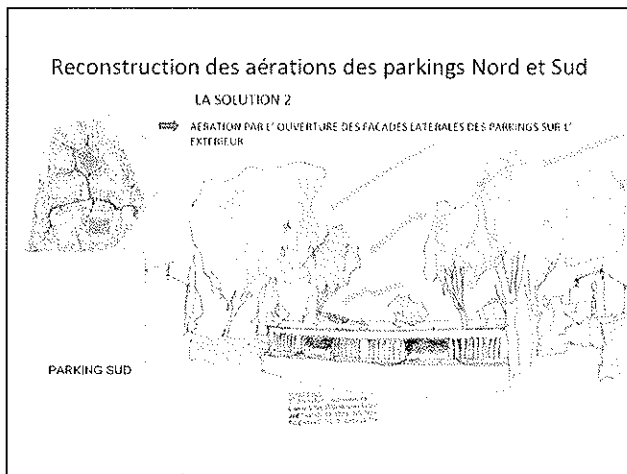 Reconstruction des aérations des parkings Nord et Sud
LA SOLUTION 2
AERATION PAR L' OUVERTURE DES FACADES LATERALES DES PARKINGS SUR L'
EXTERIEUR
PARKING SUD